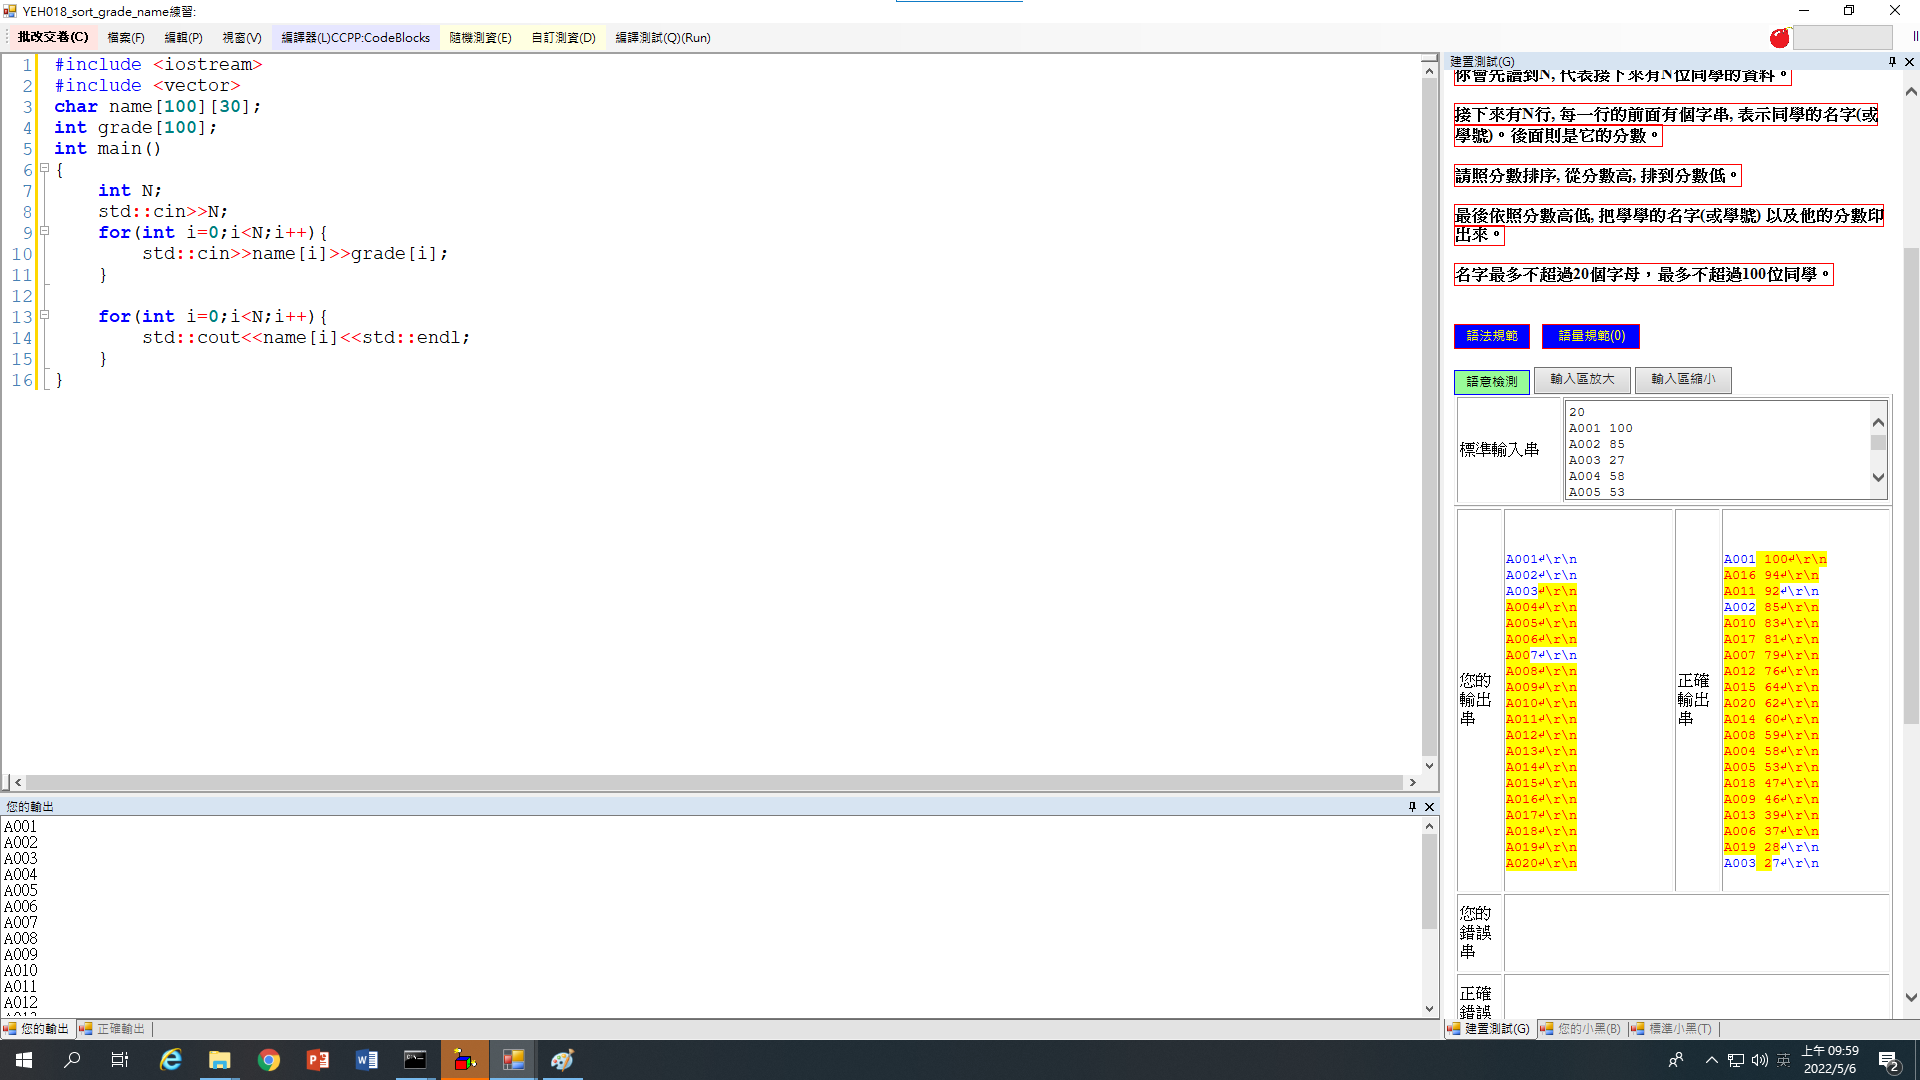 YEH018_sort_grade_name練習:
批改交卷(C) 檔案(F) 編輯(P) 視窗(V) 編譯器(L)CCPP:CodeBlocks 隨機測資(E) 自訂測資(D) 編譯測試(Q)(Run)
1 #include <iostream>
2 #include <vector>
3 char name[100][30];
4 int grade[100];
5 int main()
6 {
7 int N;
8 std::cin>>N;
9 for(int i=0;i<N;i++){
10 std::cin>>name[i]>>grade[i];
11 }
12
13 for(int i=0;i<N;i++){
14 std::cout<<name[i]<<std::endl;
15 }
16 }
您的輸出
A001
A002
A003
A004
A005
A006
A007
A008
A009
A010
A011
A012
您的輸出 正確輸出
建置測試(G)
你會先讀到N, 代表接下來有N位同學的資料。
接下來有N行, 每一行的前面有個字串, 表示同學的名字(或
學號)。後面則是它的分數。
請照分數排序, 從分數高, 排到分數低。
最後依照分數高低, 把學學的名字(或學號) 以及他的分數印
出來。
名字最多不超過20個字母，最多不超過100位同學。
語法規範 語量規範(0)
語意檢測 輸入區放大 輸入區縮小
標準輸入串
20
A001 100
A002 85
A003 27
A004 58
A005 53
您的
輸出
串
A001↲\r\n
A002↲\r\n
A003↲\r\n
A004↲\r\n
A005↲\r\n
A006↲\r\n
A007↲\r\n
A008↲\r\n
A009↲\r\n
A010↲\r\n
A011↲\r\n
A012↲\r\n
A013↲\r\n
A014↲\r\n
A015↲\r\n
A016↲\r\n
A017↲\r\n
A018↲\r\n
A019↲\r\n
A020↲\r\n
正確
輸出
串
A001 100↲\r\n
A016 94↲\r\n
A011 92↲\r\n
A002 85↲\r\n
A010 83↲\r\n
A017 81↲\r\n
A007 79↲\r\n
A012 76↲\r\n
A015 64↲\r\n
A020 62↲\r\n
A014 60↲\r\n
A008 59↲\r\n
A004 58↲\r\n
A005 53↲\r\n
A018 47↲\r\n
A009 46↲\r\n
A013 39↲\r\n
A006 37↲\r\n
A019 28↲\r\n
A003 27↲\r\n
您的
錯誤
串
正確
錯誤
建置測試(G) 您的小黑(B) 標準小黑(T)
英
上午 09:59
2022/5/6
2